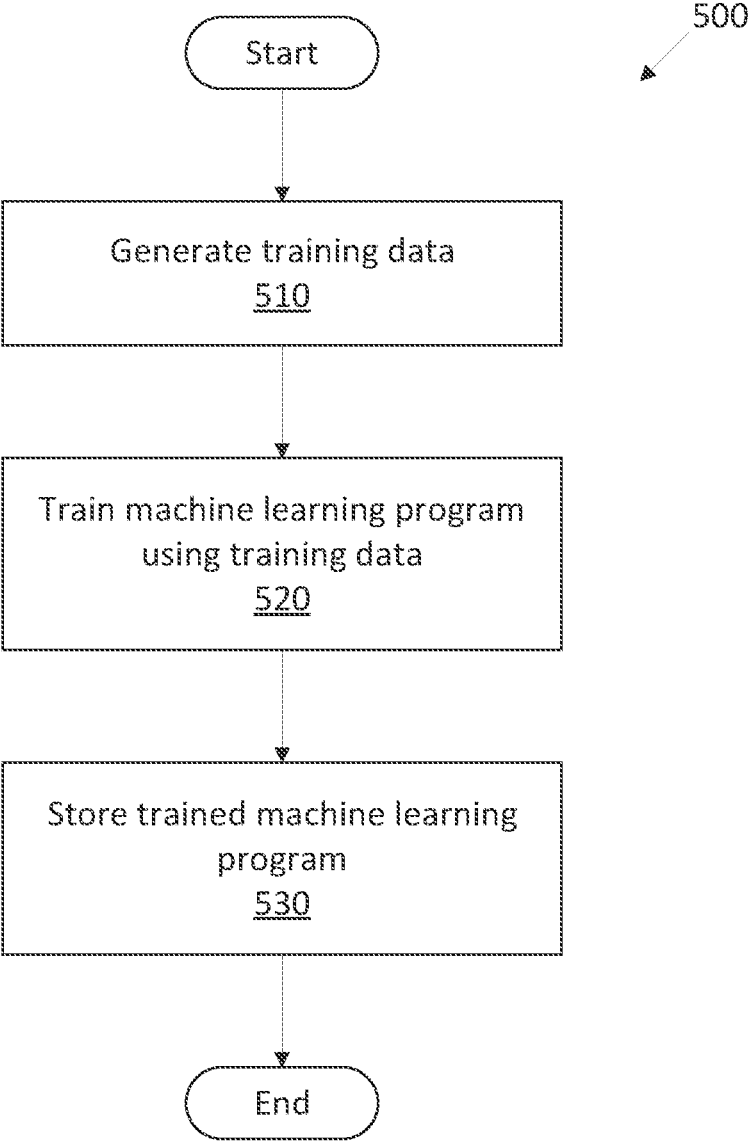 500
Start
Generate training data
510
Train machine learning program
using training data
520
Store trained machine learning
program
530
End